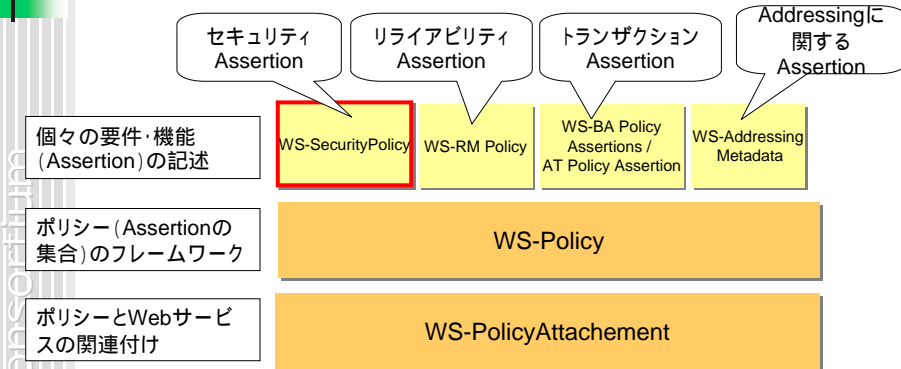 セキュリティ
Assertion
リライアビリティ
Assertion
トランザクション
Assertion
Addressingに
関する
Assertion
個々の要件･機能
(Assertion)の記述
WS-SecurityPolicy
WS-RM Policy
WS-BA Policy
Assertions /
AT Policy Assertion
WS-Addressing
Metadata
ポリシー(Assertionの
集合)のフレームワーク
WS-Policy
ポリシーとWebサービ
スの関連付け
WS-PolicyAttachement